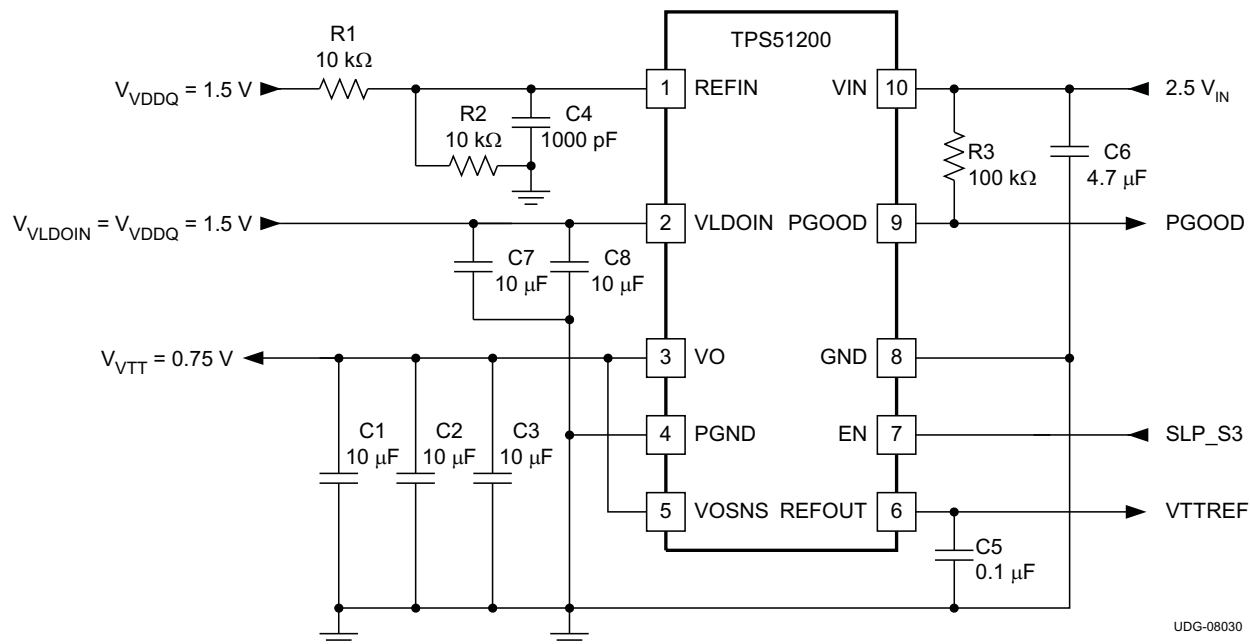 TPS51200
R1
10 kΩ
V_VDDQ = 1.5 V
1
REFIN
VIN
10
2.5 V_IN
R2
10 kΩ
C4
1000 pF
R3
100 kΩ
C6
4.7 μF
V_VLDOIN = V_VDDQ = 1.5 V
2
VLDOIN
PGOOD
9
PGOOD
C7
10 μF
C8
10 μF
V_VTT = 0.75 V
3
VO
GND
8
C1
10 μF
C2
10 μF
C3
10 μF
4
PGND
EN
7
SLP_S3
5
VOSNS
REFOUT
6
VTTREF
C5
0.1 μF
UDG-08030